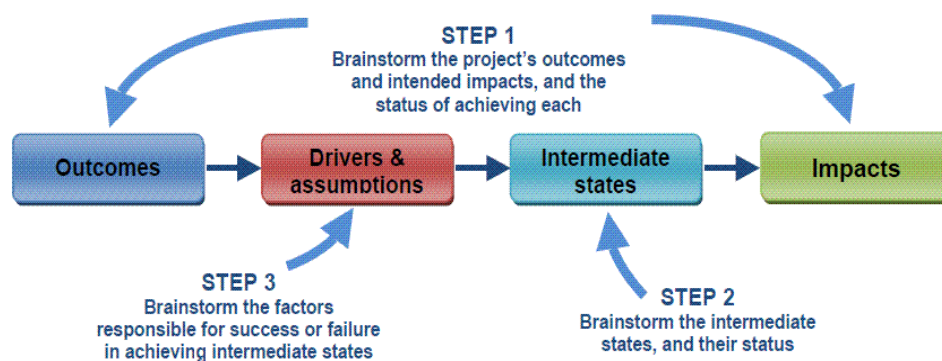 STEP 1
Brainstorm the project's outcomes
and intended impacts, and the
status of achieving each
Outcomes
Drivers &
assumptions
Intermediate
states
Impacts
STEP 3
Brainstorm the factors
responsible for success or failure
in achieving intermediate states
STEP 2
Brainstorm the intermediate
states, and their status